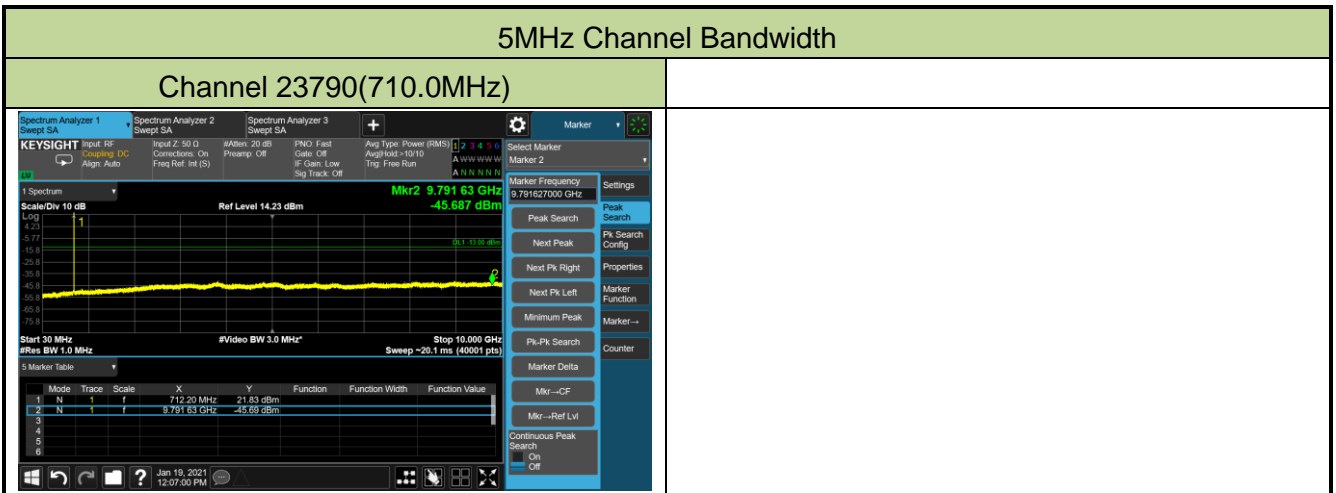 5MHz Channel Bandwidth
Channel 23790(710.0MHz)
Spectrum Analyzer 1
Swept SA
Spectrum Analyzer 2
Swept SA
Spectrum Analyzer 3
Swept SA
+
Marker
KEYSIGHT
Input: RF
Coupling: DC
Align: Auto
Input Z: 50 Ω
Corrections: On
Freq Ref: Int (S)
#Atten: 20 dB
Preamp: Off
PNO: Fast
Gate: Off
IF Gain: Low
Sig Track: Off
Avg Type: Power (RMS)
Avg|Hold:>10/10
Trig: Free Run
1 2 3 4 5 6
A W W W W W
A N N N N N
Select Marker
Marker 2
1 Spectrum
Mkr2 9.791 63 GHz
Scale/Div 10 dB
Ref Level 14.23 dBm
-45.687 dBm
Log
4.23
-5.77
-15.8
-25.8
-35.8
-45.8
-55.8
-65.8
-75.8
1
DL1 -13.00 dBm
2
Start 30 MHz
#Video BW 3.0 MHz*
Stop 10.000 GHz
#Res BW 1.0 MHz
Sweep ~20.1 ms (40001 pts)
5 Marker Table
Mode Trace Scale X Y Function Function Width Function Value
1 N 1 f 712.20 MHz 21.83 dBm
2 N 1 f 9.791 63 GHz -45.69 dBm
3
4
5
6
Marker Frequency
9.791627000 GHz
Peak Search
Next Peak
Next Pk Right
Next Pk Left
Minimum Peak
Pk-Pk Search
Marker Delta
Mkr→CF
Mkr→Ref Lvl
Continuous Peak
Search
On
Off
Settings
Peak
Search
Pk Search
Config
Properties
Marker
Function
Marker→
Counter
?
Jan 19, 2021
12:07:00 PM